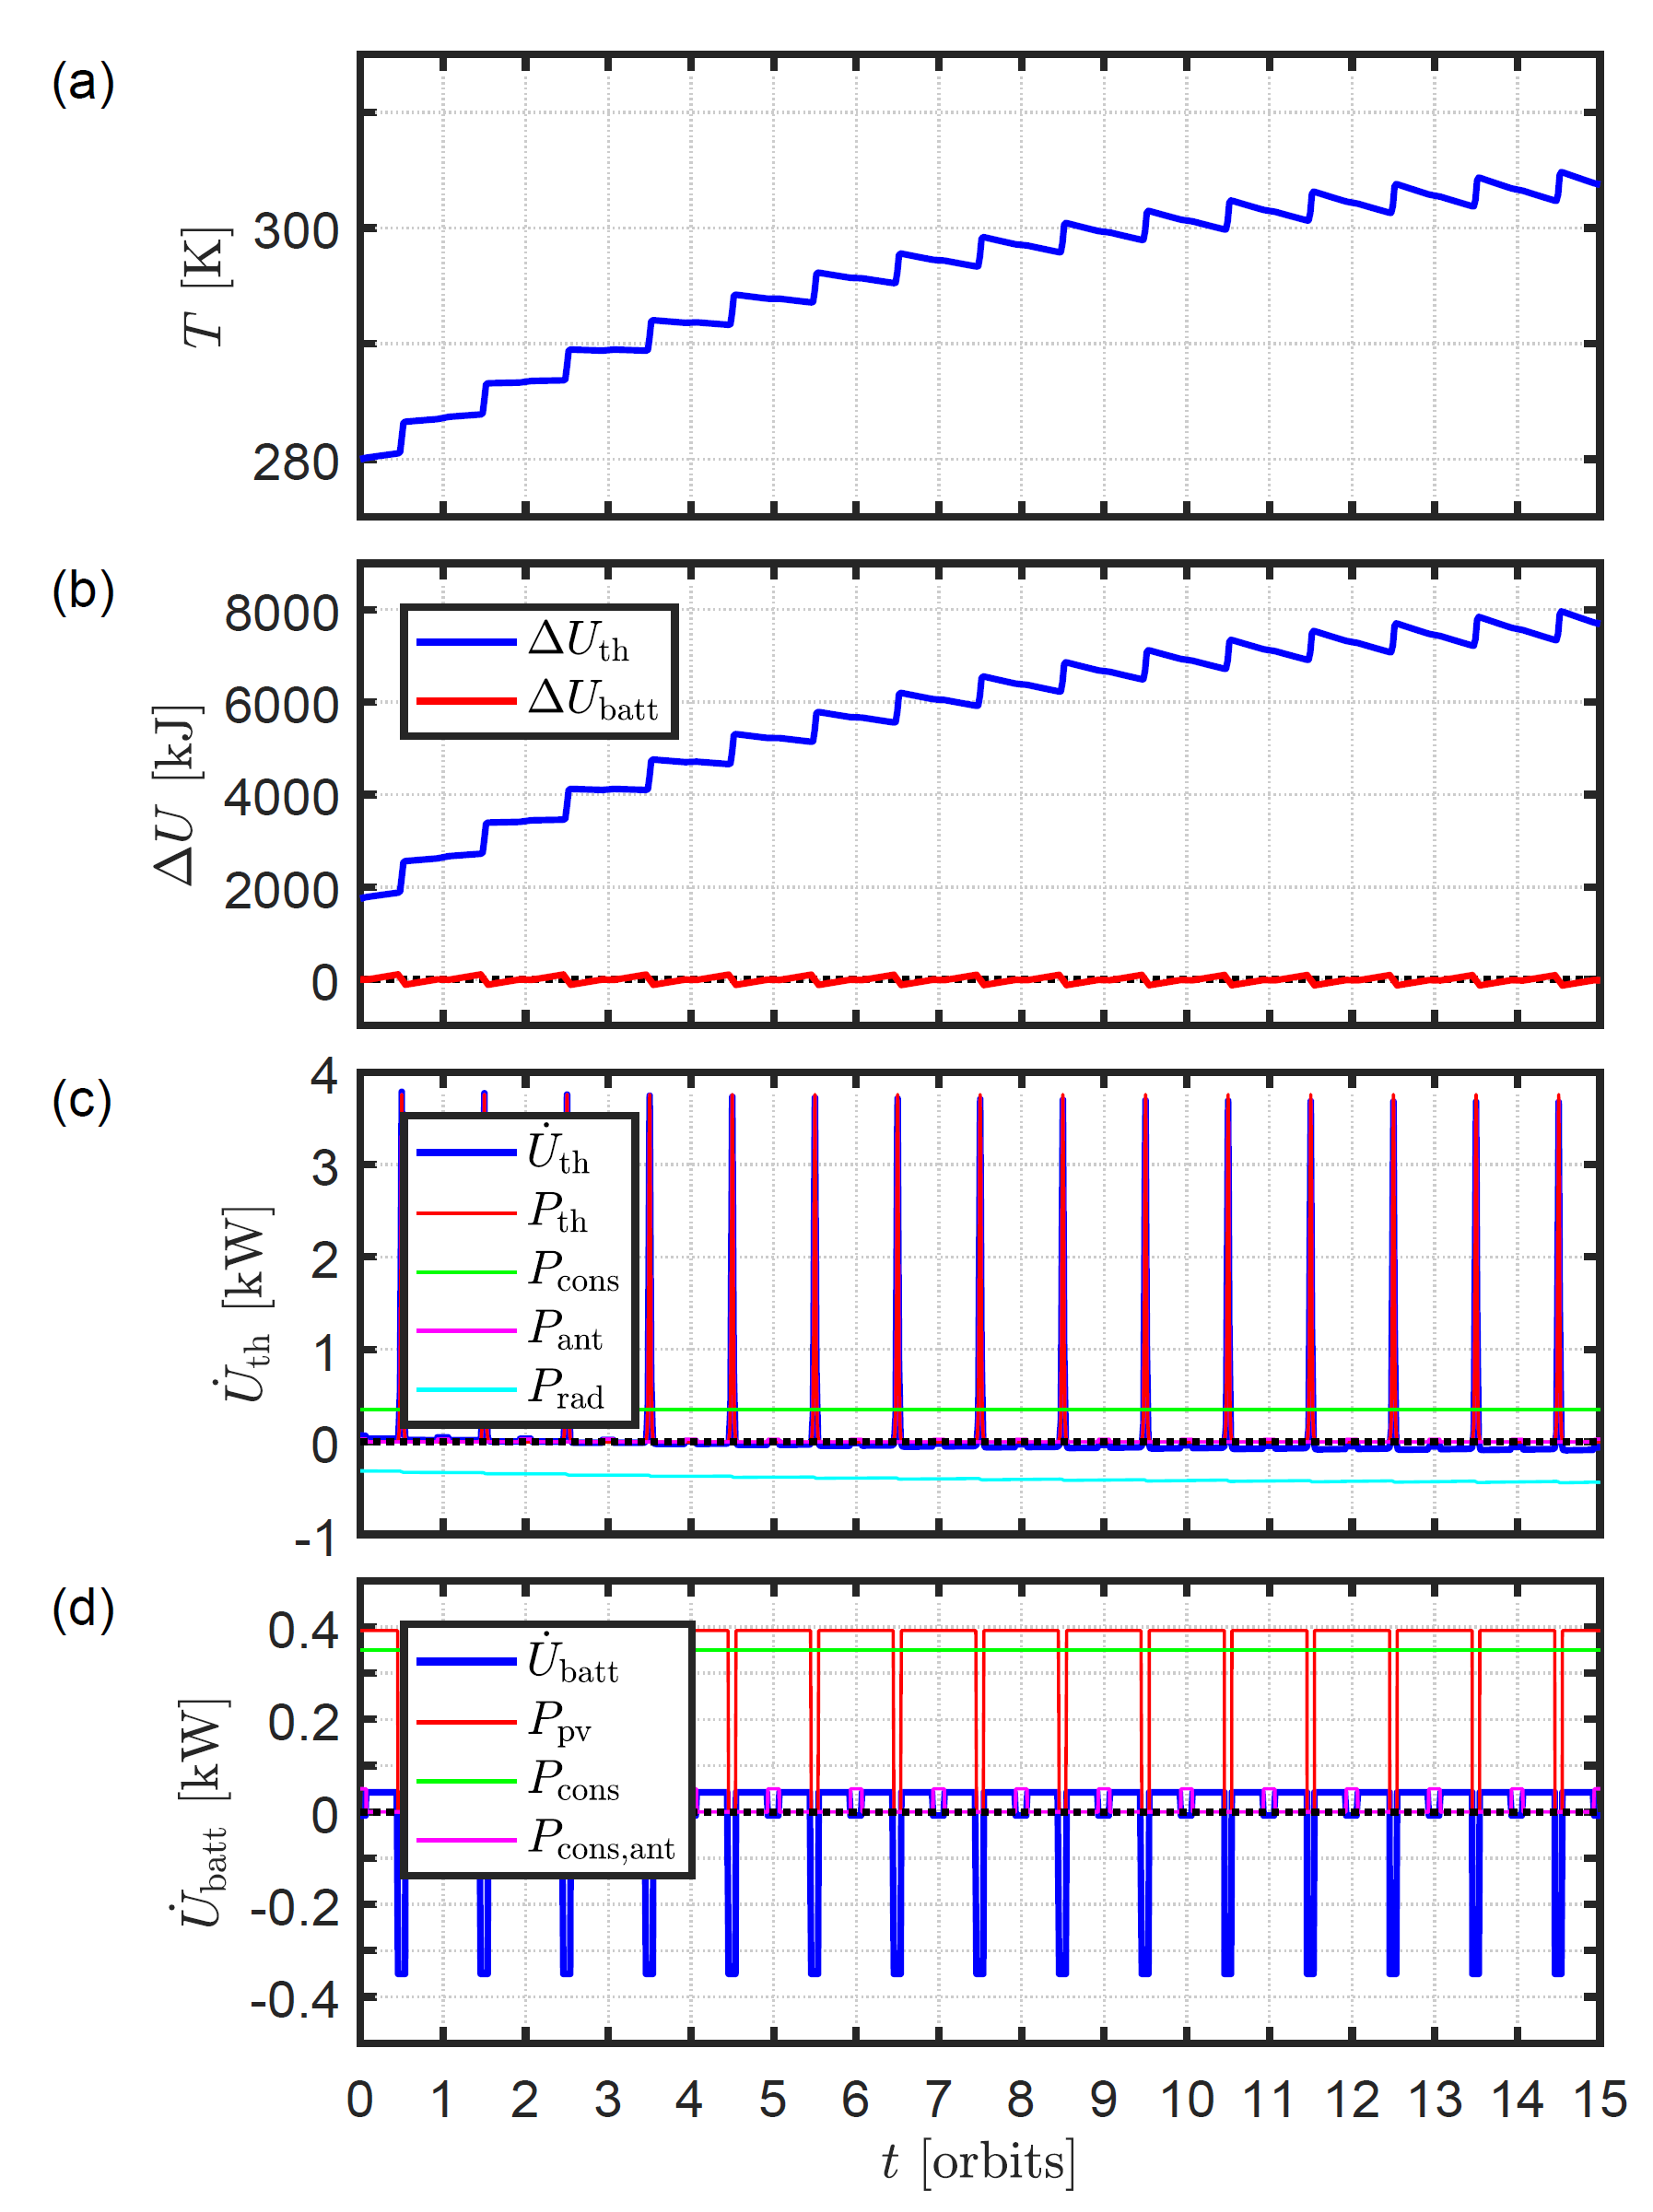 (a)
T [K]
300
280
(b)
ΔU [kJ]
8000
6000
4000
2000
0
ΔU_th
ΔU_batt
(c)
U̇_th [kW]
4
3
2
1
0
-1
U̇_th
P_th
P_cons
P_ant
P_rad
(d)
U̇_batt [kW]
0.4
0.2
0
-0.2
-0.4
U̇_batt
P_pv
P_cons
P_cons,ant
0 1 2 3 4 5 6 7 8 9 10 11 12 13 14 15
t [orbits]